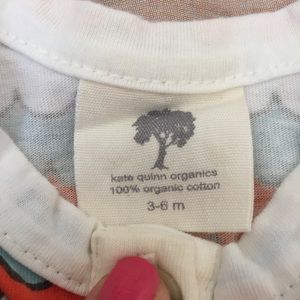 kate quinn organics
100% organic cotton
3-6 m